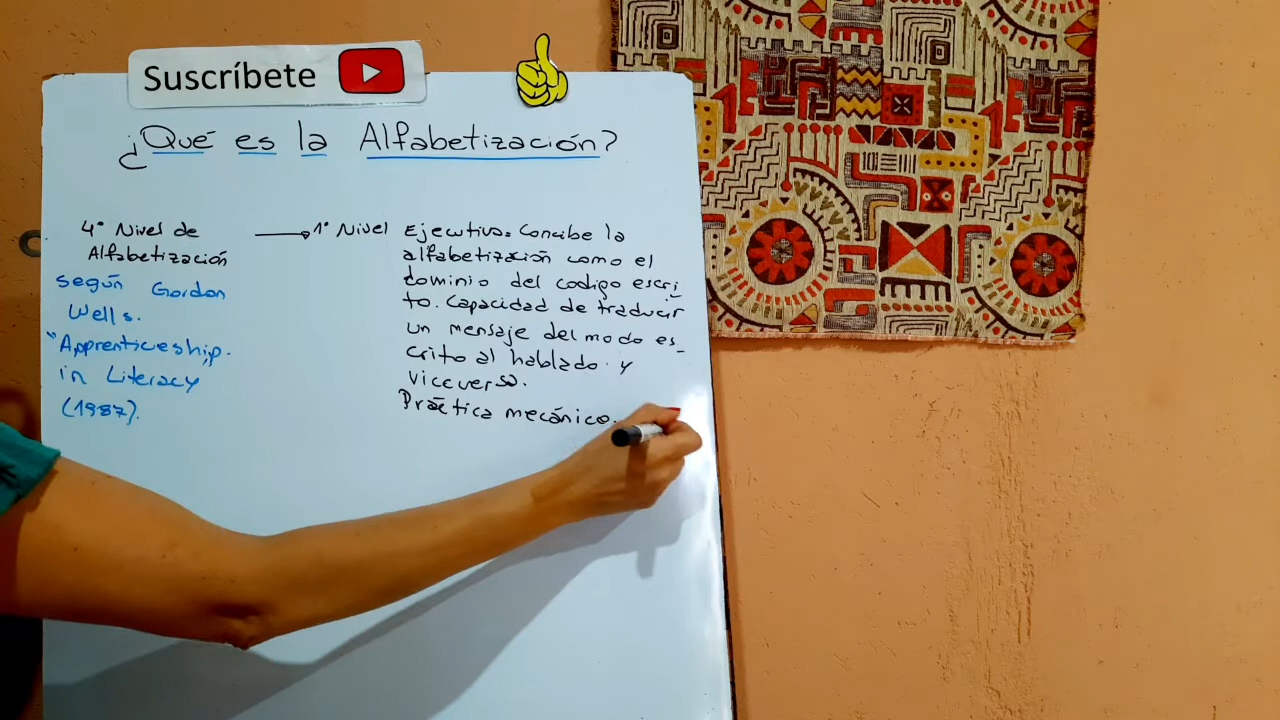 Suscríbete
¿Qué es la Alfabetización?
4° Nivel de
Alfabetización
según Gordon
Wells.
"Apprenticeship.
in Literacy
(1987).
1° Nivel
Ejecutivo = Concibe la
alfabetización como el
dominio del codigo escri_
to. Capacidad de traducir
un mensaje del modo es_
crito al hablado. y
viceversa.
Práctica mecánica.